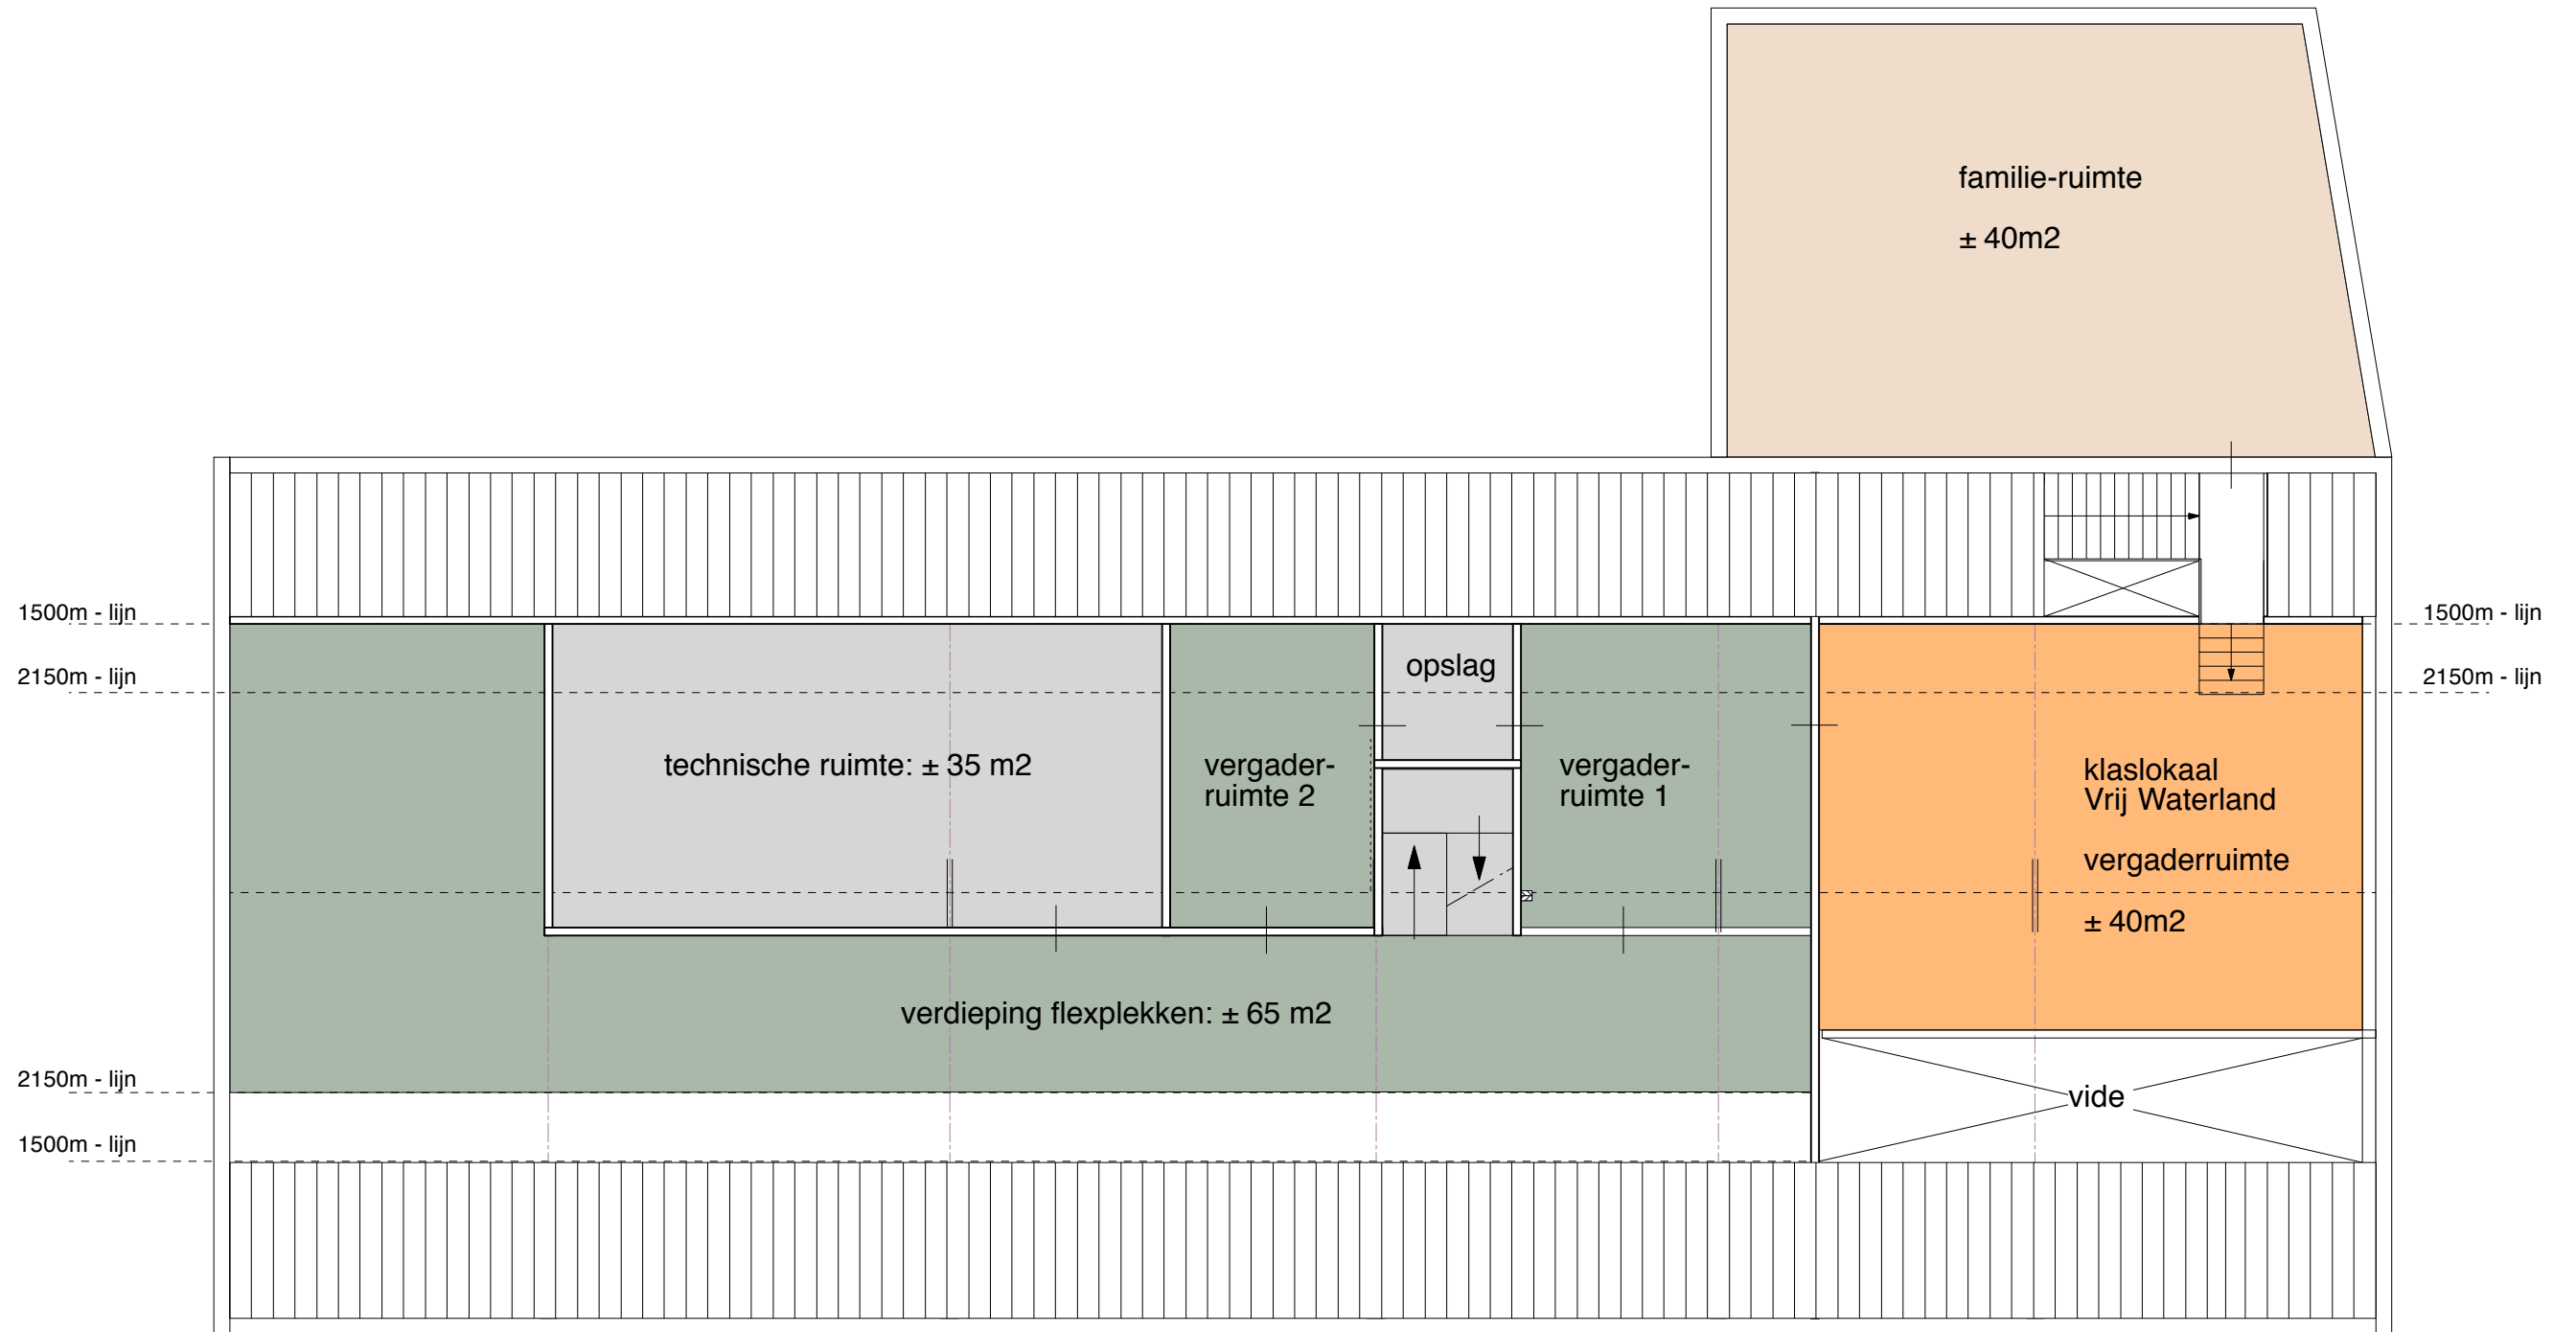 familie-ruimte
± 40m2
1500m - lijn
1500m - lijn
2150m - lijn
2150m - lijn
opslag
technische ruimte: ± 35 m2
vergader-
ruimte 2
vergader-
ruimte 1
klaslokaal
Vrij Waterland
vergaderruimte
± 40m2
verdieping flexplekken: ± 65 m2
2150m - lijn
vide
1500m - lijn